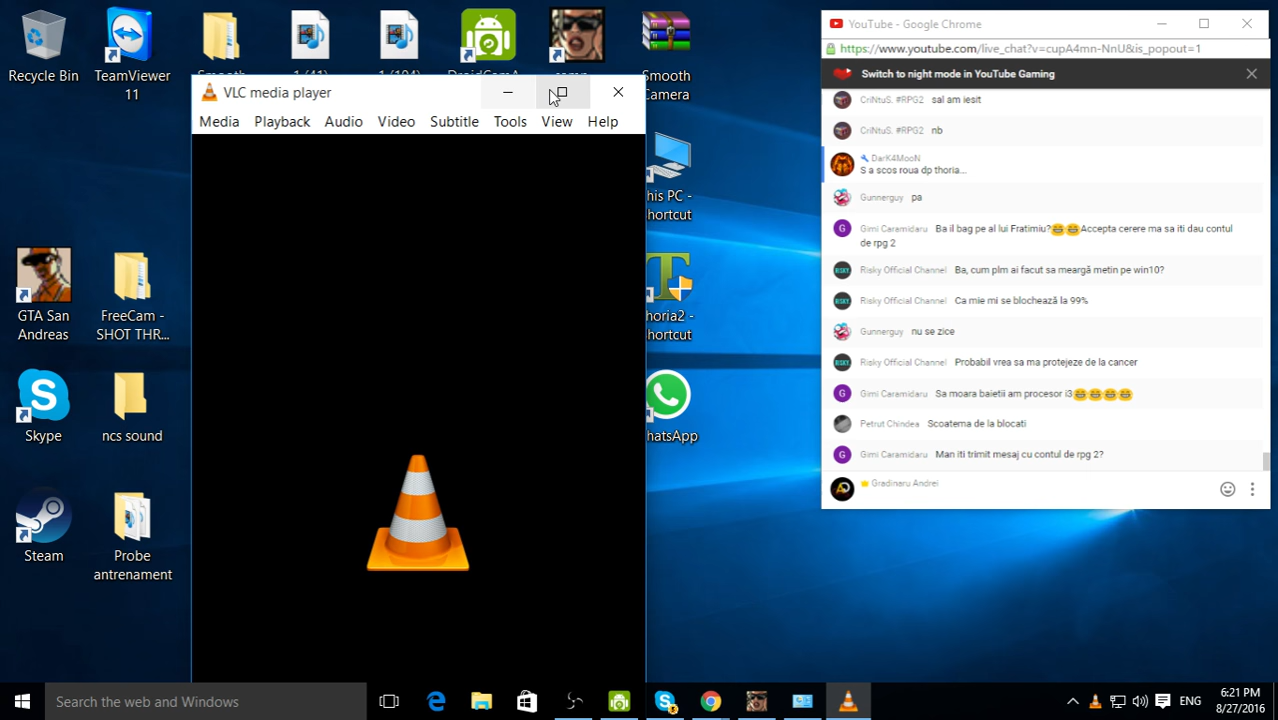 Recycle Bin
TeamViewer
11
Smooth
1 (41)
1 (194)
Smooth
Camera
VLC media player
Media Playback Audio Video Subtitle Tools View Help
GTA San
Andreas
FreeCam -
SHOT THR...
Skype
ncs sound
Steam
Probe
antrenament
his PC -
hortcut
horia2 -
hortcut
hatsApp
YouTube - Google Chrome
https://www.youtube.com/live_chat?v=cupA4mn-NnU&is_popout=1
Switch to night mode in YouTube Gaming
CriNtuS. #RPG2 sal am iesit
CriNtuS. #RPG2 nb
DarK4MooN
S a scos roua dp thoria...
Gunnerguy pa
Gimi Caramidaru Ba il bag pe al lui Fratimiu?😂😂Accepta cerere ma sa iti dau contul
de rpg 2
Risky Official Channel Ba, cum plm ai facut sa meargă metin pe win10?
Risky Official Channel Ca mie mi se blochează la 99%
Gunnerguy nu se zice
Risky Official Channel Probabil vrea sa ma protejeze de la cancer
Gimi Caramidaru Sa moara baietii am procesor i3😂😂😂😂
Petrut Chindea Scoatema de la blocati
Gimi Caramidaru Man iti trimit mesaj cu contul de rpg 2?
Gradinaru Andrei
Search the web and Windows
ENG
6:21 PM
8/27/2016